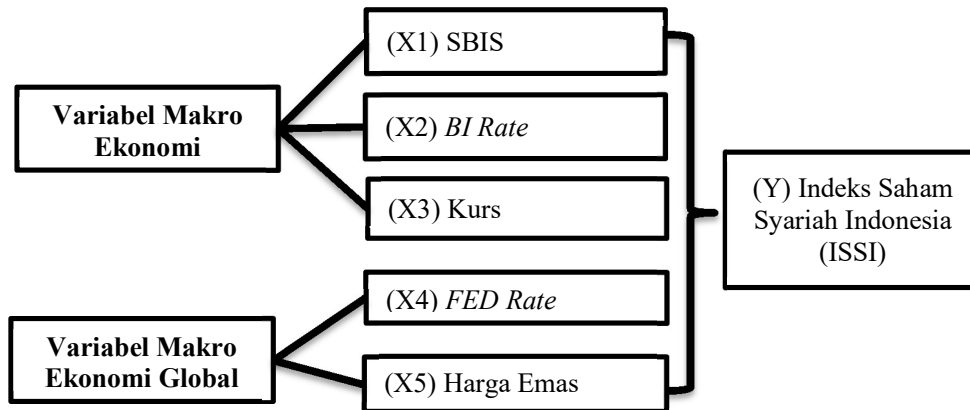 Variabel Makro
Ekonomi
(X1) SBIS
(X2) BI Rate
(X3) Kurs
Variabel Makro
Ekonomi Global
(X4) FED Rate
(X5) Harga Emas
(Y) Indeks Saham
Syariah Indonesia
(ISSI)